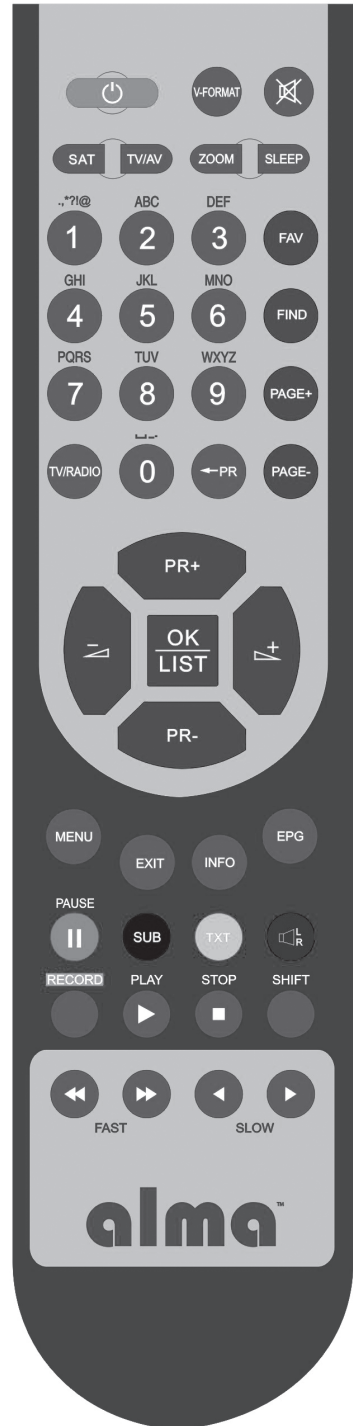 V-FORMAT
SAT TV/AV ZOOM SLEEP
.,*?!@ ABC DEF
1 2 3 FAV
GHI JKL MNO
4 5 6 FIND
PQRS TUV WXYZ
7 8 9 PAGE+
␣-.
TV/RADIO 0 ←PR PAGE-
PR+
- OK +
LIST
PR-
MENU EPG
EXIT INFO
PAUSE
SUB TXT L
R
RECORD PLAY STOP SHIFT
FAST SLOW
alma™